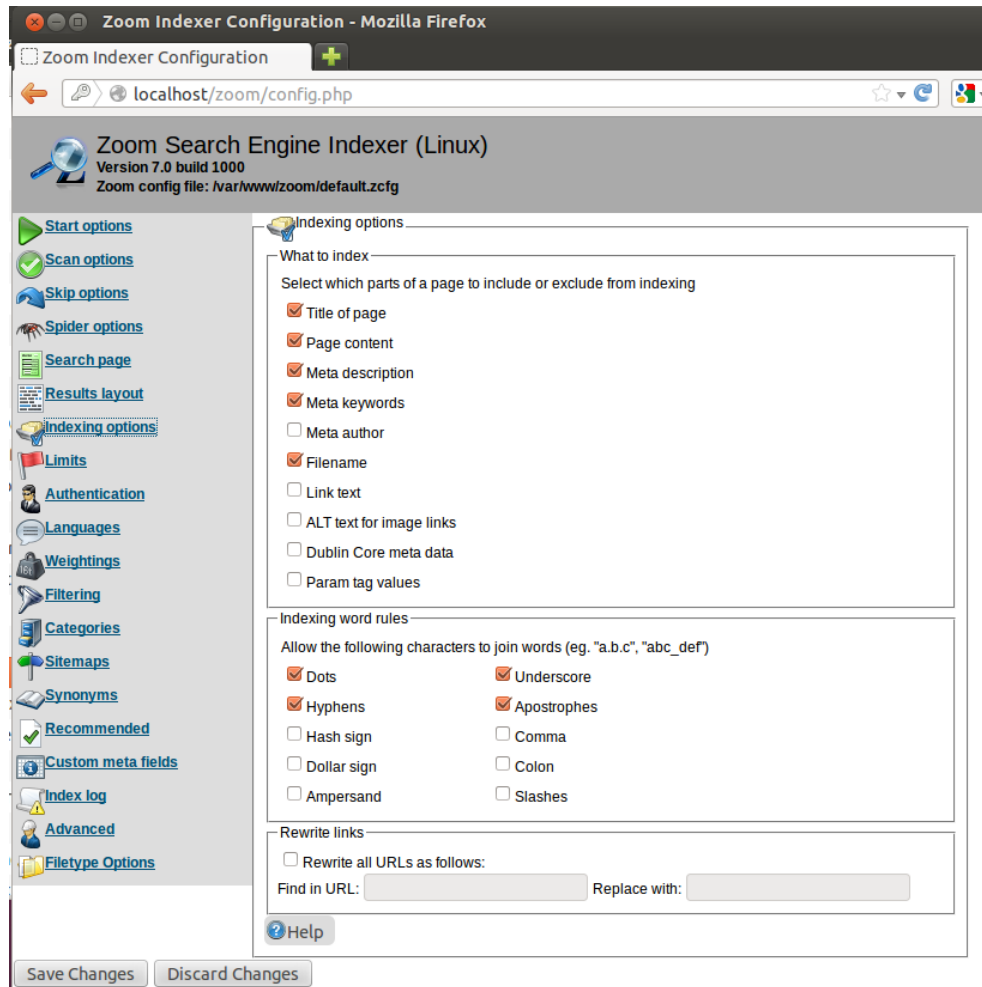 Zoom Indexer Configuration - Mozilla Firefox
Zoom Indexer Configuration
localhost/zoom/config.php
Zoom Search Engine Indexer (Linux)
Version 7.0 build 1000
Zoom config file: /var/www/zoom/default.zcfg
Start options
Scan options
Skip options
Spider options
Search page
Results layout
Indexing options
Limits
Authentication
Languages
Weightings
Filtering
Categories
Sitemaps
Synonyms
Recommended
Custom meta fields
Index log
Advanced
Filetype Options
Indexing options
What to index
Select which parts of a page to include or exclude from indexing
Title of page
Page content
Meta description
Meta keywords
Meta author
Filename
Link text
ALT text for image links
Dublin Core meta data
Param tag values
Indexing word rules
Allow the following characters to join words (eg. "a.b.c", "abc_def")
Dots Underscore
Hyphens Apostrophes
Hash sign Comma
Dollar sign Colon
Ampersand Slashes
Rewrite links
Rewrite all URLs as follows:
Find in URL: Replace with:
Help
Save Changes Discard Changes